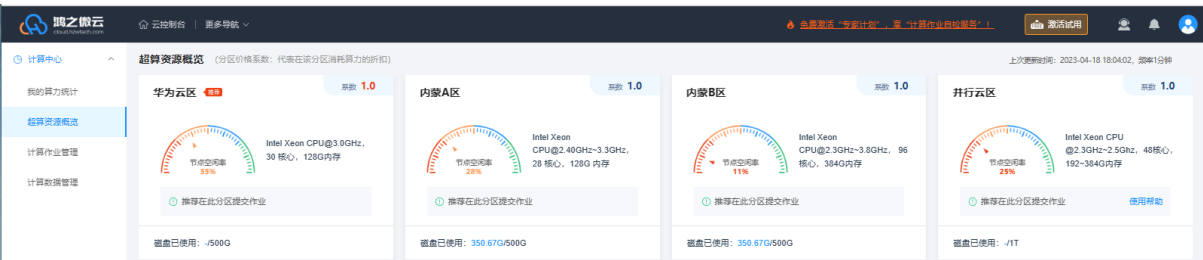 鸿之微云
cloud.hzwtech.com
云控制台 更多导航
免费激活“专家计划”,享“计算作业自检服务”!
激活试用
计算中心
我的算力统计
超算资源概览
计算作业管理
计算数据管理
超算资源概览 (分区价格系数:代表在该分区消耗算力的折扣)
上次更新时间:2023-04-18 18:04:02,频率1分钟
华为云区 推荐
系数 1.0
节点空闲率
55%
Intel Xeon CPU@3.0GHz,
30 核心,128G内存
推荐在此分区提交作业
磁盘已使用:-/500G
内蒙A区
系数 1.0
节点空闲率
28%
Intel Xeon
CPU@2.40GHz~3.3GHz,
28 核心,128G 内存
推荐在此分区提交作业
磁盘已使用:350.67G/500G
内蒙B区
系数 1.0
节点空闲率
11%
Intel Xeon
CPU@2.3GHz~3.8GHz, 96
核心,384G内存
推荐在此分区提交作业
磁盘已使用:350.67G/500G
并行云区
系数 1.0
节点空闲率
25%
Intel Xeon CPU
@2.3GHz~2.5Ghz,48核心,
192~384G内存
推荐在此分区提交作业 使用帮助
磁盘已使用:-/1T